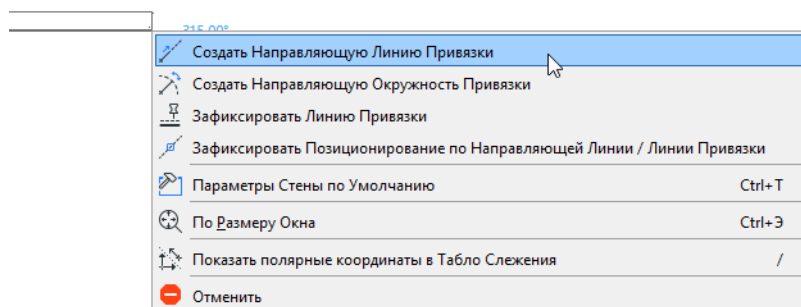 315,00°
Создать Направляющую Линию Привязки
Создать Направляющую Окружность Привязки
Зафиксировать Линию Привязки
Зафиксировать Позиционирование по Направляющей Линии / Линии Привязки
Параметры Стены по Умолчанию Ctrl+T
По Размеру Окна Ctrl+Э
Показать полярные координаты в Табло Слежения /
Отменить